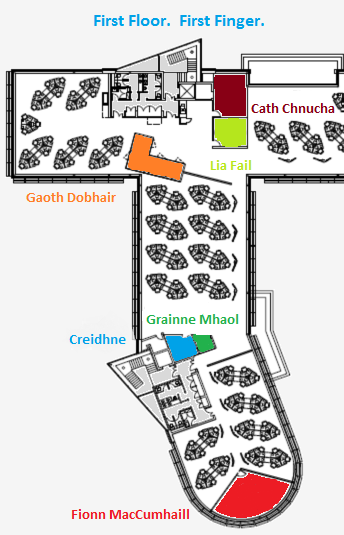 First Floor.  First Finger.
Cath Chnucha
Lia Fail
Gaoth Dobhair
Grainne Mhaol
Creidhne
Fionn MacCumhaill